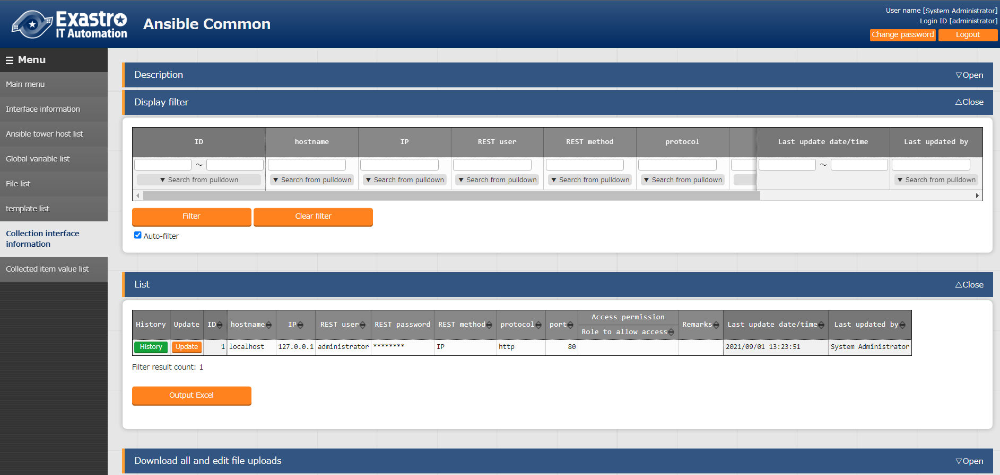 Exastro
IT Automation
Ansible Common
User name [System Administrator]
Login ID [administrator]
Change password
Logout
☰ Menu
Main menu
Interface information
Ansible tower host list
Global variable list
File list
template list
Collection interface
information
Collected item value list
Description
▽Open
Display filter
△Close
ID
hostname
IP
REST user
REST method
protocol
Last update date/time
Last updated by
～
～
▼ Search from pulldown
▼ Search from pulldown
▼ Search from pulldown
▼ Search from pulldown
▼ Search from pulldown
▼ Search from pulldown
▼ Search from pulldown
Filter
Clear filter
Auto-filter
List
△Close
History
Update
ID
hostname
IP
REST user
REST password
REST method
protocol
port
Access permission
Role to allow access
Remarks
Last update date/time
Last updated by
History
Update
1
localhost
127.0.0.1
administrator
********
IP
http
80
2021/09/01 13:23:51
System Administrator
Filter result count: 1
Output Excel
Download all and edit file uploads
▽Open